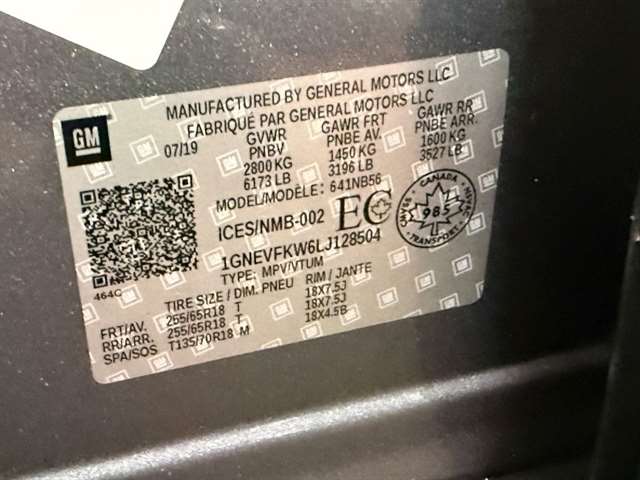 MANUFACTURED BY GENERAL MOTORS LLC
FABRIQUÉ PAR GENERAL MOTORS LLC
GM
07/19 GVWR GAWR FRT GAWR RR
PNBV PNBE AV. PNBE ARR.
2800 KG 1450 KG 1600 KG
6173 LB 3196 LB 3527 LB
MODEL/MODÈLE: 641NB56
ICES/NMB-002 EC
CANADA
985
TRANSPORT
1GNEVFKW6LJ128504
TYPE: MPV/VTUM
464C
TIRE SIZE / DIM. PNEU RIM / JANTE
FRT/AV. 255/65R18 T 18X7.5J
RR/ARR. 255/65R18 T 18X7.5J
SPA/SOS T135/70R18 M 18X4.5B